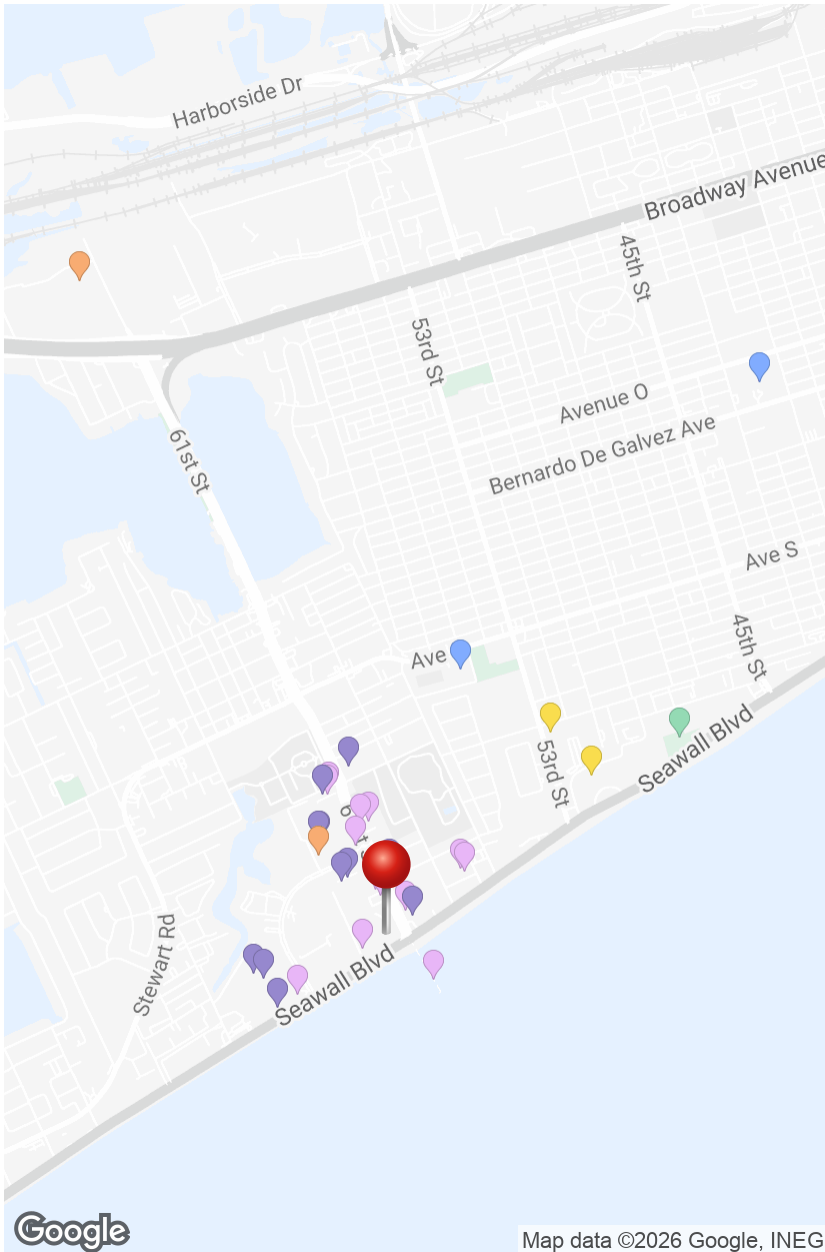 Harborside Dr
Broadway Avenue
45th St
53rd St
Avenue O
Bernardo De Galvez Ave
61st St
Ave S
45th St
Ave
Seawall Blvd
53rd St
Stewart Rd
Seawall Blvd
Google
Map data ©2026 Google, INEG